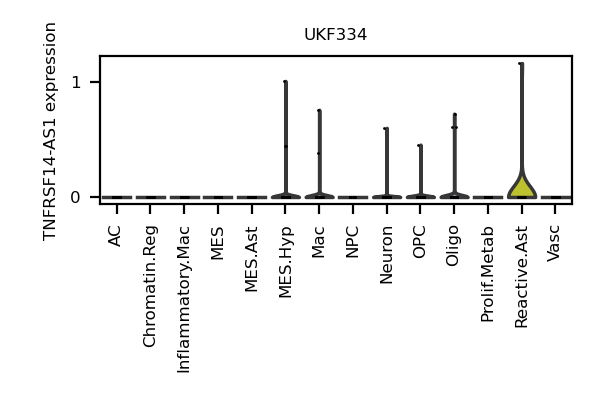 UKF334
TNFRSF14-AS1 expression
1
0
AC
Chromatin.Reg
Inflammatory.Mac
MES
MES.Ast
MES.Hyp
Mac
NPC
Neuron
OPC
Oligo
Prolif.Metab
Reactive.Ast
Vasc